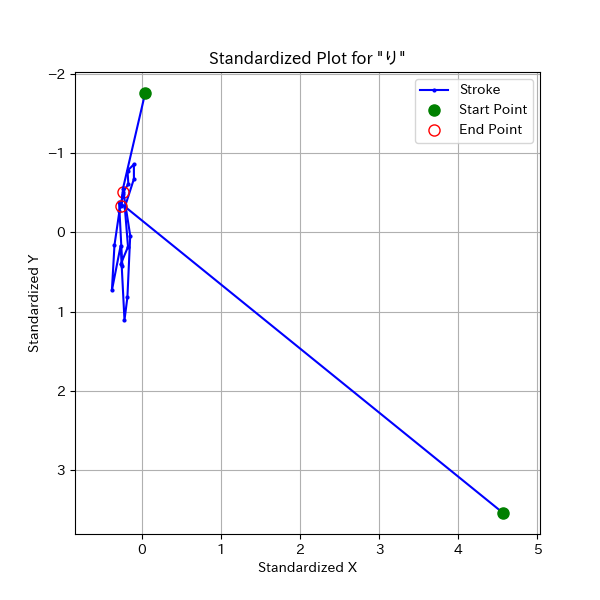 Standardized Plot for "り"
Stroke
Start Point
End Point
Standardized Y
−2
−1
0
1
2
3
0 1 2 3 4 5
Standardized X